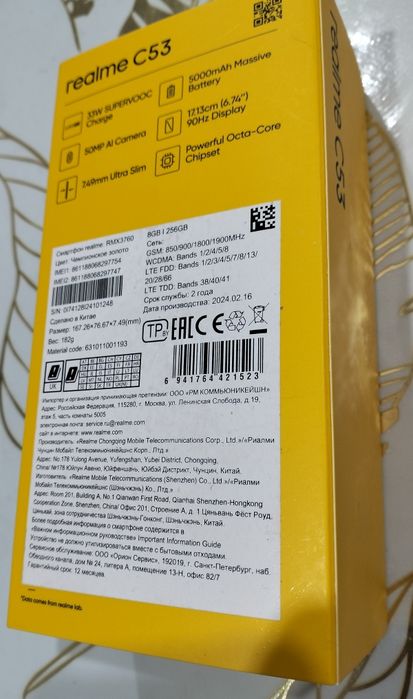 realme C53
33W SUPERVOOC
Charge
5000mAh Massive
Battery
50MP AI Camera
17.13cm (6.74")
90Hz Display
7.49mm Ultra Slim
Powerful Octa-Core
Chipset
realme C53
Смартфон realme: RMX3760
Цвет: Чемпионское золото
IMEI1: 861188068297754
IMEI2: 861188068297747
S/N: 0I74128I24101248
Сделано в Китае
Размер: 167.26×76.67×7.49(mm)
Вес: 182g
Material code: 631011001193
8GB | 256GB
Сеть:
GSM: 850/900/1800/1900MHz
WCDMA: Bands 1/2/4/5/8
LTE FDD: Bands 1/2/3/4/5/7/8/13/
20/28/66
LTE TDD: Bands 38/40/41
Срок службы: 2 года
Дата производства: 2024.02.16
TP
BY
EAC CE
6 941764 421523
UK
Импортер и организация принимающая претензии: ООО «РМ КОММЬЮНИКЕЙШН»
Адрес: Российская Федерация, 115280, г. Москва, ул. Ленинская Слобода, д.19,
этаж 5, часть комнаты 5005
электронная почта service.ru@realme.com
сайт в интернете: www.realme.com
Производитель: «Realme Chongqing Mobile Telecommunications Corp., Ltd.»/«Риалми
Чунцин Мобайл Телекоммьюникейшнс Корп., Лтд.»
Адрес: No.178 Yulong Avenue, Yufengshan, Yubei District, Chongqing,
China/ №178 Юйлун Авеню, Юйфэншань, Юбай Дистрикт, Чунцин, Китай.
Изготовитель: «Realme Mobile Telecommunications (Shenzhen) Co., Ltd.»/«Риалми
Мобайл Телекоммьюникейшнс (Шэньчжэнь) Ко., Лтд.»
Адрес: Room 201, Building A, No.1 Qianwan First Road, Qianhai Shenzhen-Hongkong
Cooperation Zone, Shenzhen, China/ Офис 201, Строение А, д. 1 Цяньвань Фёст Роуд,
Цяньхай, зона сотрудничества Шэньчжэнь-Гонконг, Шэньчжэнь, Китай.
Более подробная информация о смартфоне содержится в
«Важном информационном руководстве» Important Information Guide
Устройство не должно утилизироваться вместе с бытовыми отходами.
Сервисное обслуживание: ООО «Орион Сервис», 192019, г. Санкт-Петербург, наб.
Обводного канала, дом № 24, литера А, помещение 13-Н, офис 82/7
Гарантийный срок: 12 месяцев.
*Data comes from realme lab.